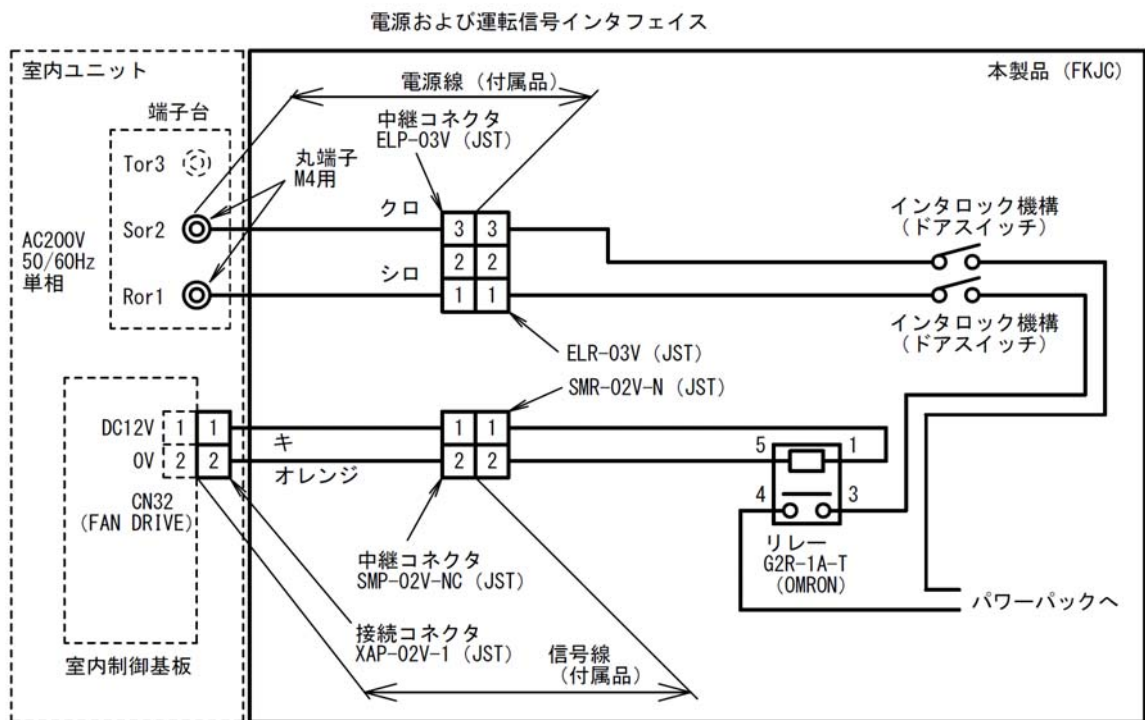 電源および運転信号インタフェイス
室内ユニット
本製品 (FKJC)
電源線 (付属品)
端子台
中継コネクタ
ELP-03V (JST)
Tor3
丸端子
M4用
クロ
Sor2
3 3
インタロック機構
(ドアスイッチ)
AC200V
50/60Hz
単相
2 2
シロ
Ror1
1 1
インタロック機構
(ドアスイッチ)
ELR-03V (JST)
SMR-02V-N (JST)
DC12V 1 1
キ
1 1
0V 2 2
オレンジ
2 2
5 1
4 3
CN32
(FAN DRIVE)
リレー
G2R-1A-T
(OMRON)
中継コネクタ
SMP-02V-NC (JST)
パワーパックへ
接続コネクタ
XAP-02V-1 (JST)
信号線
(付属品)
室内制御基板